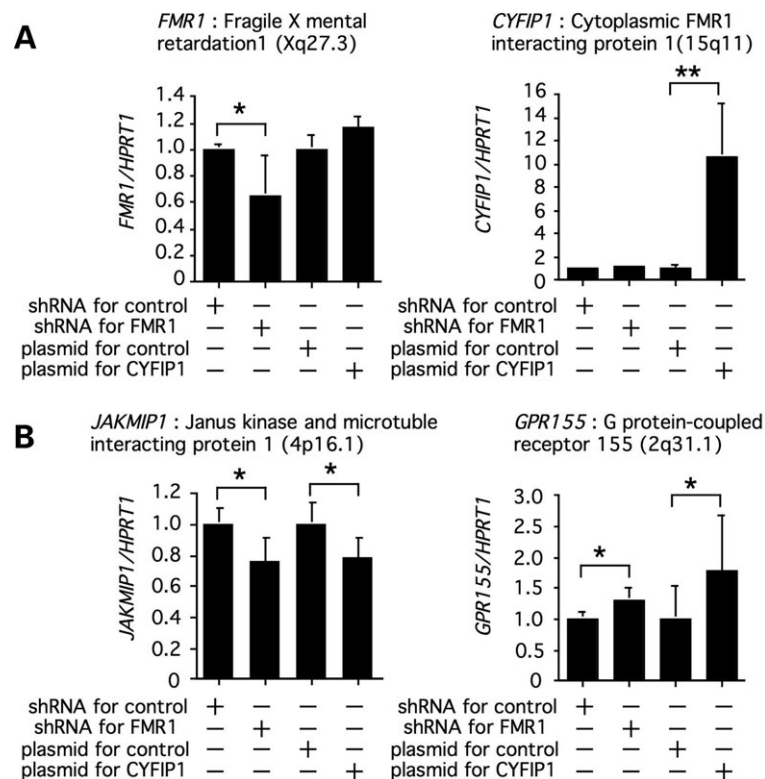 A
FMR1 : Fragile X mental
retardation1 (Xq27.3)
FMR1/HPRT1
1.4
1.2
1.0
0.8
0.6
0.4
0.2
0
*
shRNA for control + − − −
shRNA for FMR1 − + − −
plasmid for control − − + −
plasmid for CYFIP1 − − − +
CYFIP1 : Cytoplasmic FMR1
interacting protein 1(15q11)
CYFIP1/HPRT1
16
14
12
10
8
6
4
2
0
**
shRNA for control + − − −
shRNA for FMR1 − + − −
plasmid for control − − + −
plasmid for CYFIP1 − − − +
B
JAKMIP1 : Janus kinase and microtuble
interacting protein 1 (4p16.1)
JAKMIP1/HPRT1
1.2
1.0
0.8
0.6
0.4
0.2
0
* *
shRNA for control + − − −
shRNA for FMR1 − + − −
plasmid for control − − + −
plasmid for CYFIP1 − − − +
GPR155 : G protein-coupled
receptor 155 (2q31.1)
GPR155/HPRT1
3.0
2.5
2.0
1.5
1.0
0.5
0
* *
shRNA for control + − − −
shRNA for FMR1 − + − −
plasmid for control − − + −
plasmid for CYFIP1 − − − +